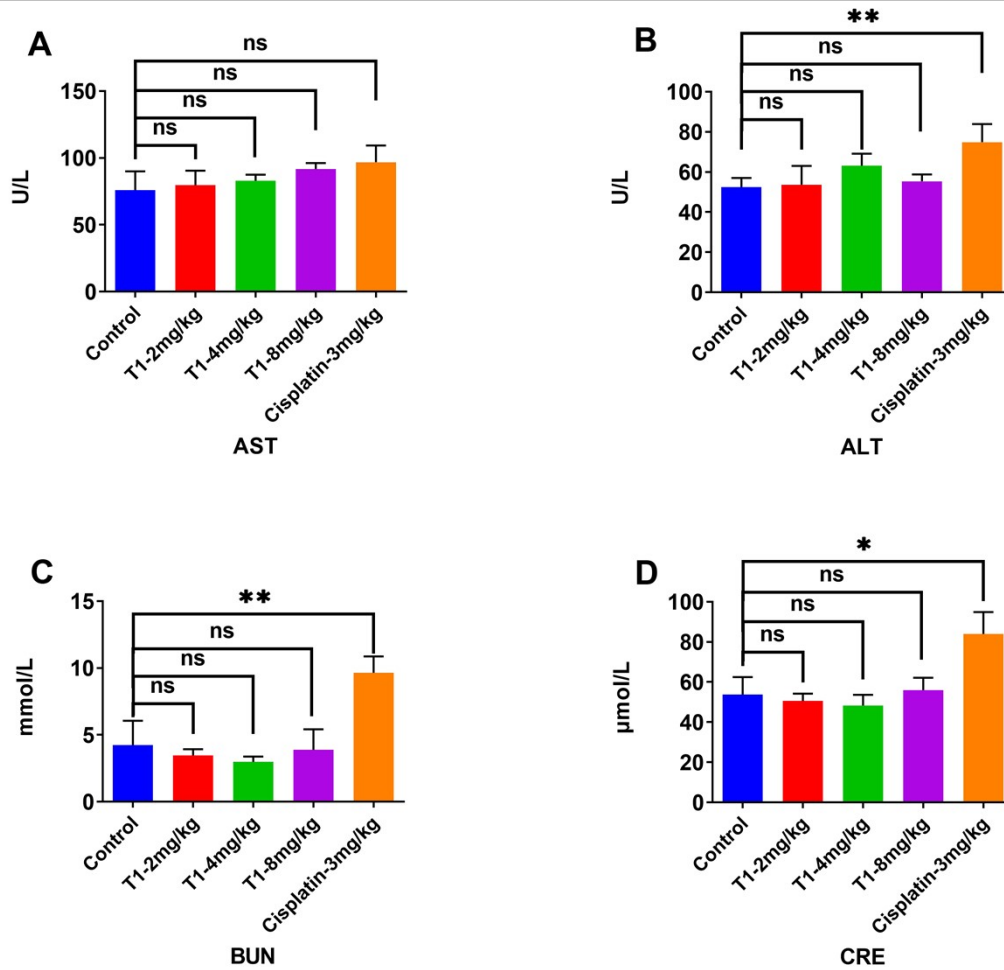 A
ns
ns
ns
ns
150
100
50
0
U/L
Control
T1-2mg/kg
T1-4mg/kg
T1-8mg/kg
Cisplatin-3mg/kg
AST
B
**
ns
ns
ns
100
80
60
40
20
0
U/L
Control
T1-2mg/kg
T1-4mg/kg
T1-8mg/kg
Cisplatin-3mg/kg
ALT
C
**
ns
ns
ns
15
10
5
0
mmol/L
Control
T1-2mg/kg
T1-4mg/kg
T1-8mg/kg
Cisplatin-3mg/kg
BUN
D
*
ns
ns
ns
100
80
60
40
20
0
μmol/L
Control
T1-2mg/kg
T1-4mg/kg
T1-8mg/kg
Cisplatin-3mg/kg
CRE